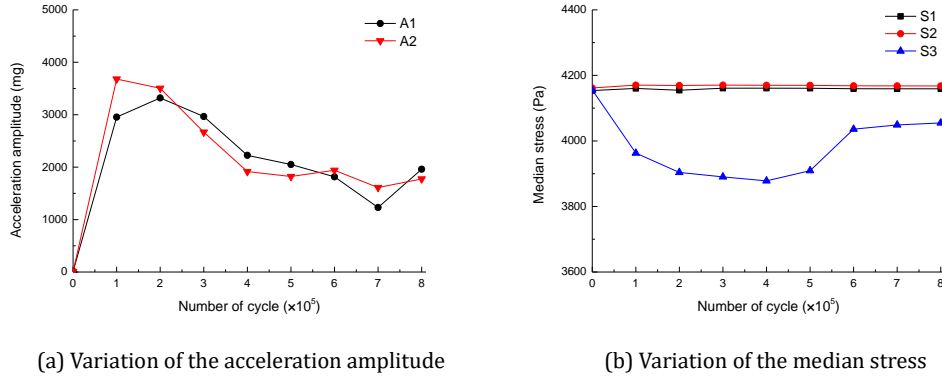 A1
A2
5000
4000
3000
2000
1000
0
Acceleration amplitude (mg)
0 1 2 3 4 5 6 7 8
Number of cycle (×10⁵)
(a) Variation of the acceleration amplitude
S1
S2
S3
4400
4200
4000
3800
3600
Median stress (Pa)
0 1 2 3 4 5 6 7 8
Number of cycle (×10⁵)
(b) Variation of the median stress